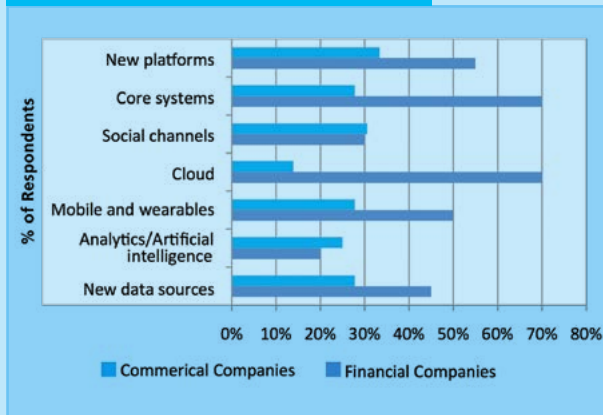 % of Respondents
New platforms
Core systems
Social channels
Cloud
Mobile and wearables
Analytics/Artificial
intelligence
New data sources
0% 10% 20% 30% 40% 50% 60% 70% 80%
Commerical Companies Financial Companies